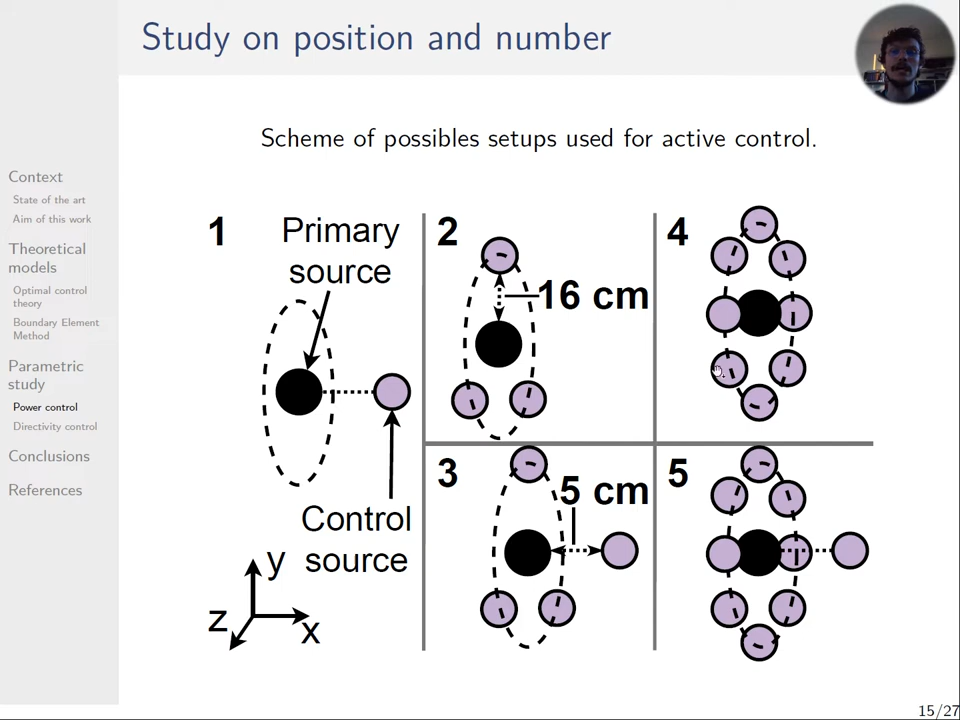 Study on position and number
Scheme of possibles setups used for active control.
Context
State of the art
Aim of this work
Theoretical
models
Optimal control
theory
Boundary Element
Method
Parametric
study
Power control
Directivity control
Conclusions
References
1
Primary
source
Control
source
y
z
x
2
16 cm
3
5 cm
4
5
15/27